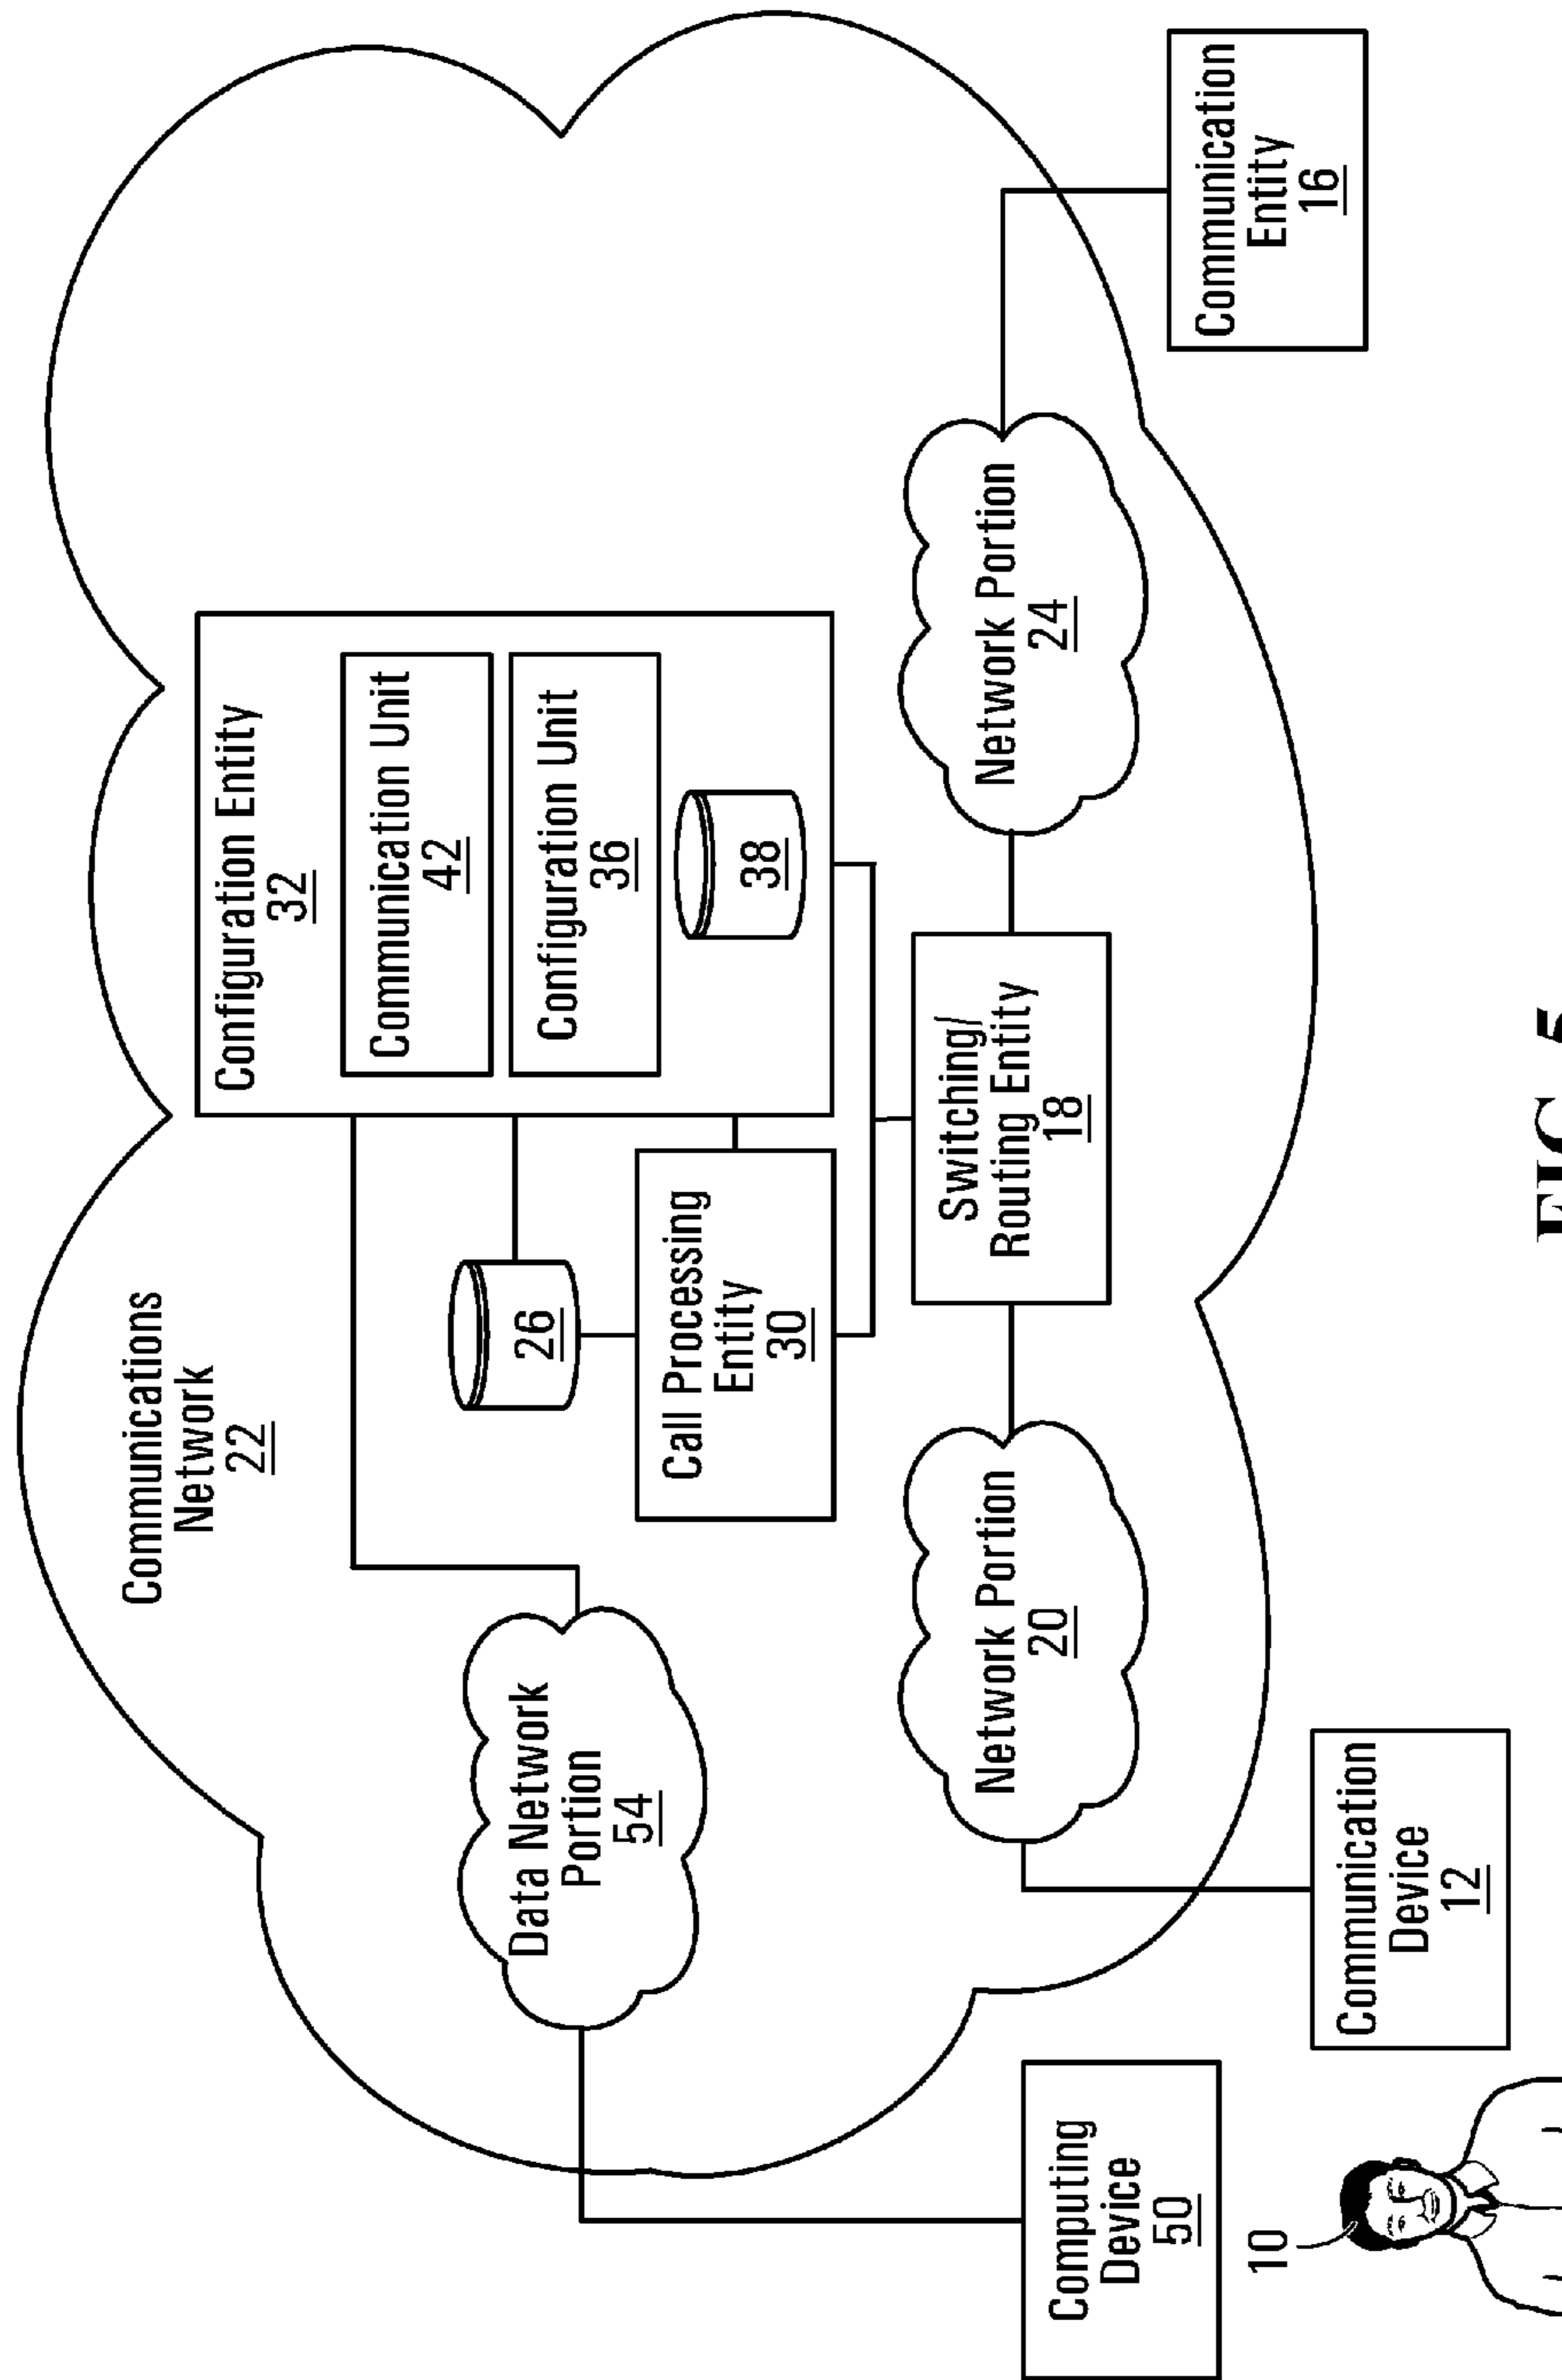 Communications
Network
22
Configuration Entity
32
Communication Unit
42
Configuration Unit
36
38
26
Call Processing
Entity
30
Data Network
Portion
54
Switching/
Routing Entity
18
Network Portion
20
Network Portion
24
Computing
Device
50
10
Communication
Device
12
Communication
Entity
16